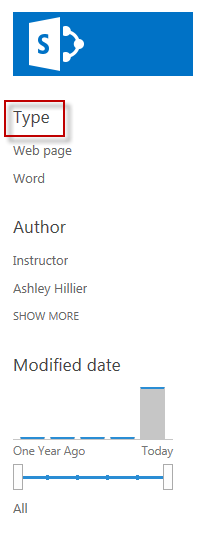 S
Type
Web page
Word
Author
Instructor
Ashley Hillier
SHOW MORE
Modified date
One Year Ago Today
All